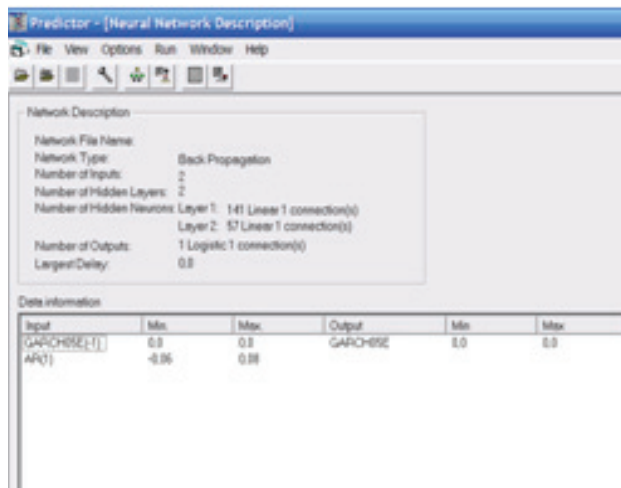 Predictor - [Neural Network Description]
File View Options Run Window Help
Network Description
Network File Name:
Network Type: Back Propagation
Number of Inputs: 2
Number of Hidden Layers: 2
Number of Hidden Neurons: Layer 1: 141 Linear 1 connection(s)
Layer 2: 57 Linear 1 connection(s)
Number of Outputs: 1 Logistic 1 connection(s)
Largest Delay: 0.0
Data information
Input Min. Max. Output Min Max
GARCH05E[-1] 0.0 0.0 GARCH05E 0.0 0.0
AR(1) -0.06 0.08